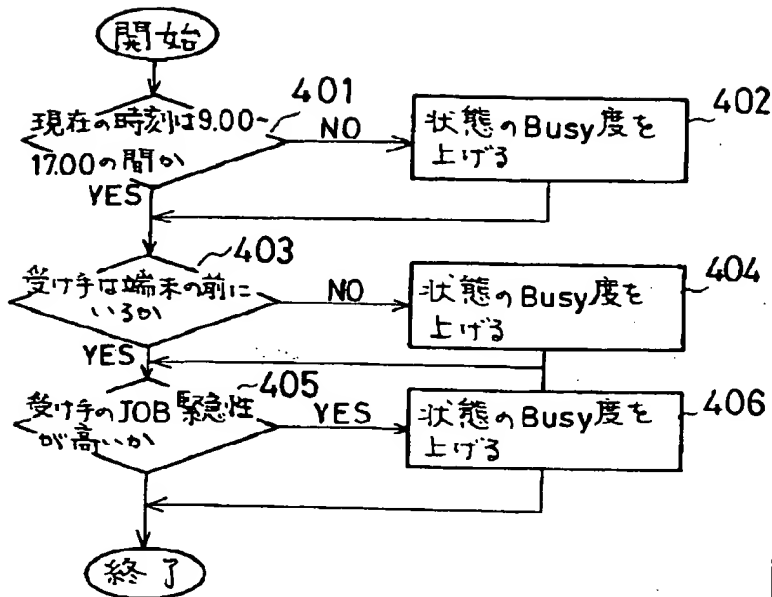 開始
現在の時刻は9.00~
17.00の間か
401
NO
YES
状態のBusy度を
上げる
402
受け手は端末の前に
いるか
403
NO
YES
状態のBusy度を
上げる
404
受け手のJOB緊急性
が高いか
405
YES
状態のBusy度を
上げる
406
終了